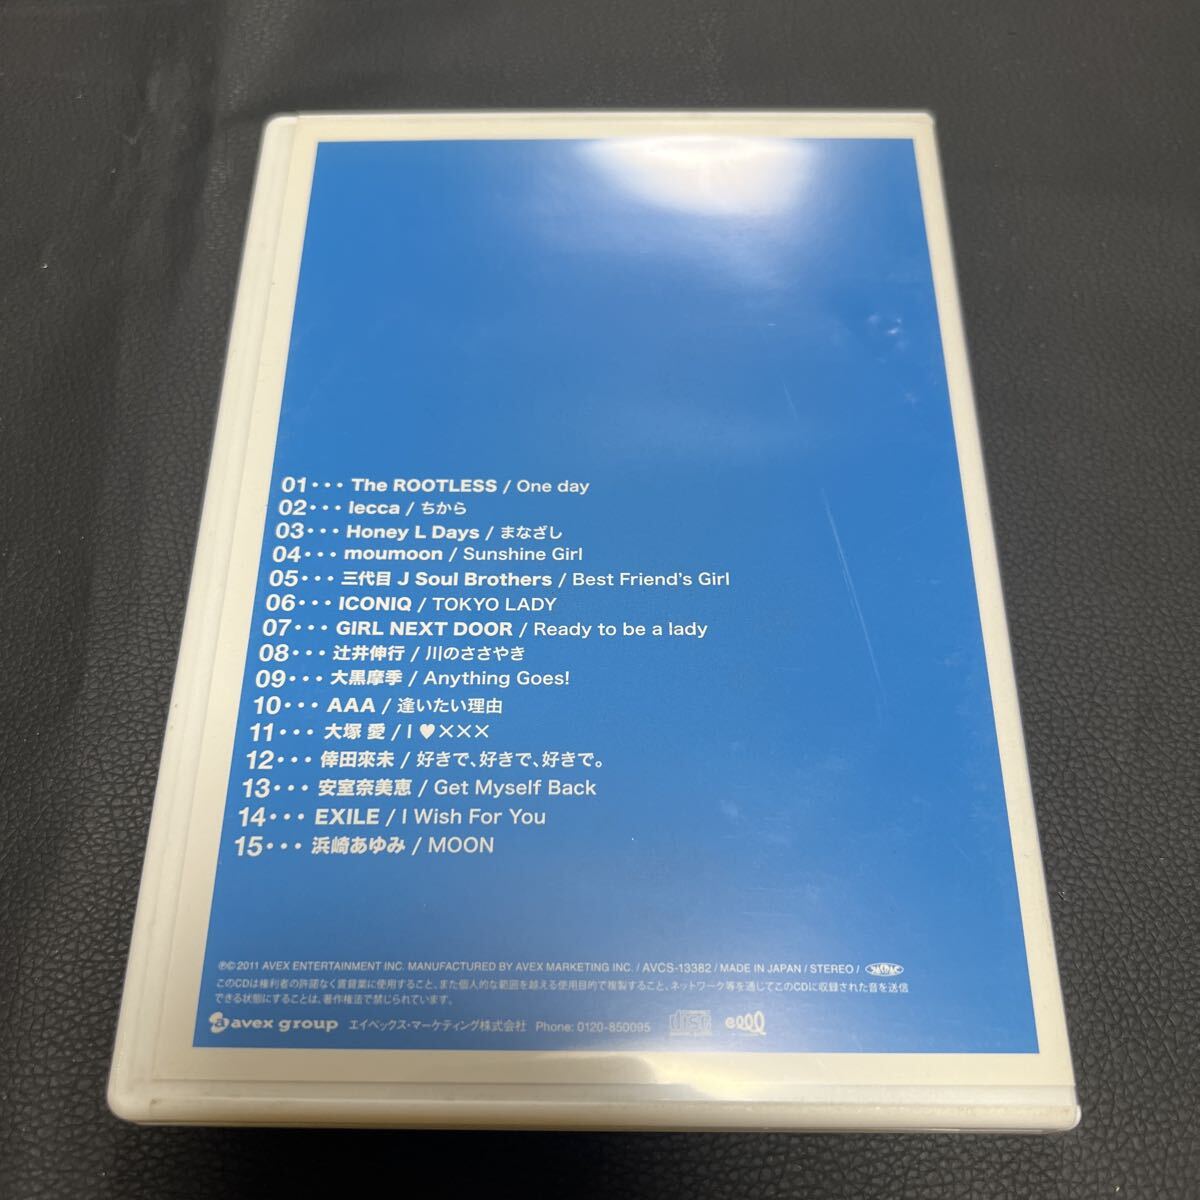 01・・・ The ROOTLESS / One day
02・・・ lecca / ちから
03・・・ Honey L Days / まなざし
04・・・ moumoon / Sunshine Girl
05・・・ 三代目 J Soul Brothers / Best Friend's Girl
06・・・ ICONIQ / TOKYO LADY
07・・・ GIRL NEXT DOOR / Ready to be a lady
08・・・ 辻井伸行 / 川のささやき
09・・・ 大黒摩季 / Anything Goes!
10・・・ AAA / 逢いたい理由
11・・・ 大塚 愛 / I ♥×××
12・・・ 倖田來未 / 好きで、好きで、好きで。
13・・・ 安室奈美恵 / Get Myself Back
14・・・ EXILE / I Wish For You
15・・・ 浜崎あゆみ / MOON
Ⓟ© 2011 AVEX ENTERTAINMENT INC. MANUFACTURED BY AVEX MARKETING INC. / AVCS-13382 / MADE IN JAPAN / STEREO / JASRAC
このCDは権利者の許諾なく賃貸業に使用すること、また個人的な範囲を越える使用目的で複製すること、ネットワーク等を通じてこのCDに収録された音を送信
できる状態にすることは、著作権法で禁じられています。
a avex group エイベックス・マーケティング株式会社 Phone: 0120-850095 disc